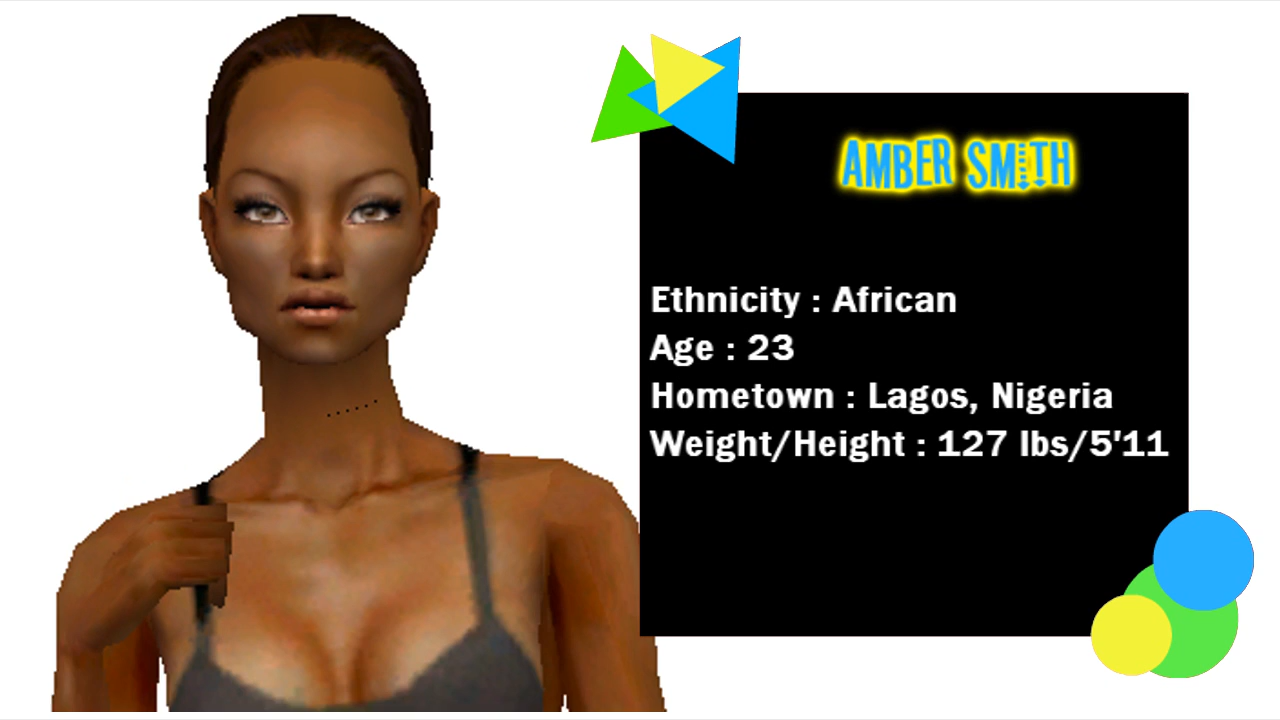 AMBER SMITH
Ethnicity : African
Age : 23
Hometown : Lagos, Nigeria
Weight/Height : 127 lbs/5'11